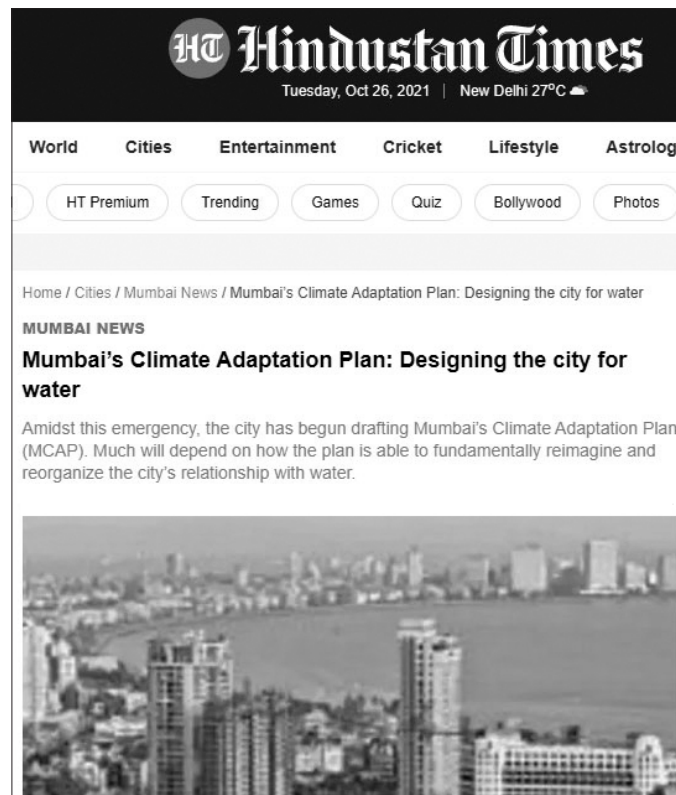 HT Hindustan Times
Tuesday, Oct 26, 2021 | New Delhi 27°C
World Cities Entertainment Cricket Lifestyle Astrolog
HT Premium Trending Games Quiz Bollywood Photos
Home / Cities / Mumbai News / Mumbai's Climate Adaptation Plan: Designing the city for water
MUMBAI NEWS
Mumbai’s Climate Adaptation Plan: Designing the city for
water
Amidst this emergency, the city has begun drafting Mumbai’s Climate Adaptation Plan
(MCAP). Much will depend on how the plan is able to fundamentally reimagine and
reorganize the city’s relationship with water.